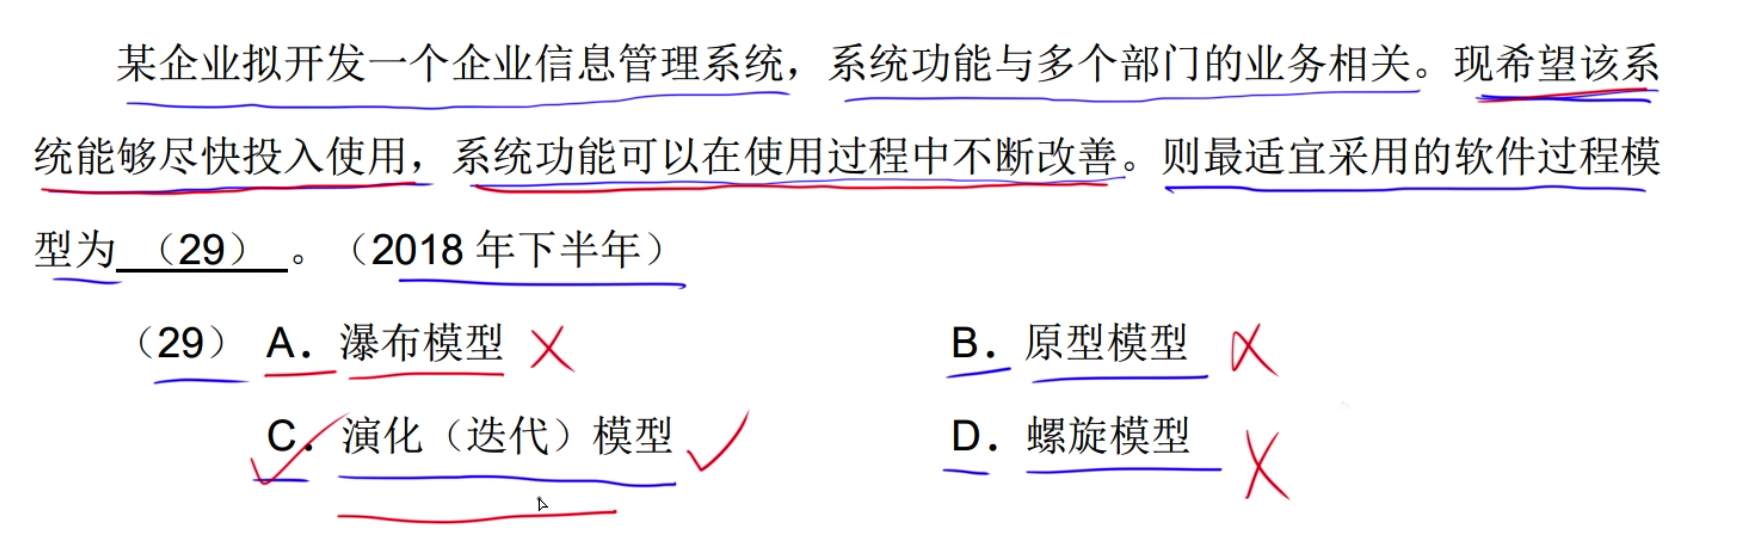 某企业拟开发一个企业信息管理系统，系统功能与多个部门的业务相关。现希望该系
统能够尽快投入使用，系统功能可以在使用过程中不断改善。则最适宜采用的软件过程模
型为 （29） 。（2018 年下半年）
（29） A．瀑布模型 B．原型模型
C．演化（迭代）模型 D．螺旋模型